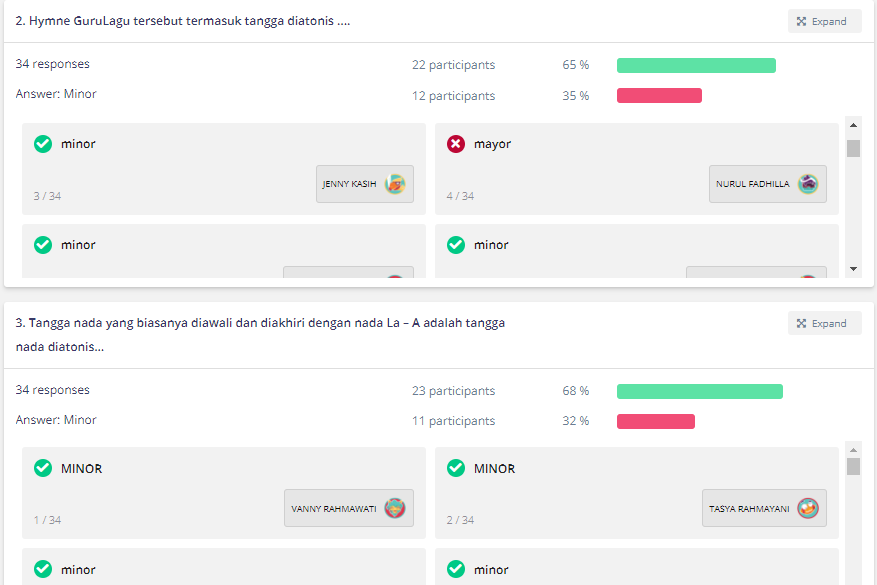 2. Hymne GuruLagu tersebut termasuk tangga diatonis ....
Expand
34 responses
22 participants
65 %
Answer: Minor
12 participants
35 %
minor
JENNY KASIH
3 / 34
mayor
NURUL FADHILLA
4 / 34
minor
minor
3. Tangga nada yang biasanya diawali dan diakhiri dengan nada La – A adalah tangga
nada diatonis...
Expand
34 responses
23 participants
68 %
Answer: Minor
11 participants
32 %
MINOR
VANNY RAHMAWATI
1 / 34
MINOR
TASYA RAHMAYANI
2 / 34
minor
minor